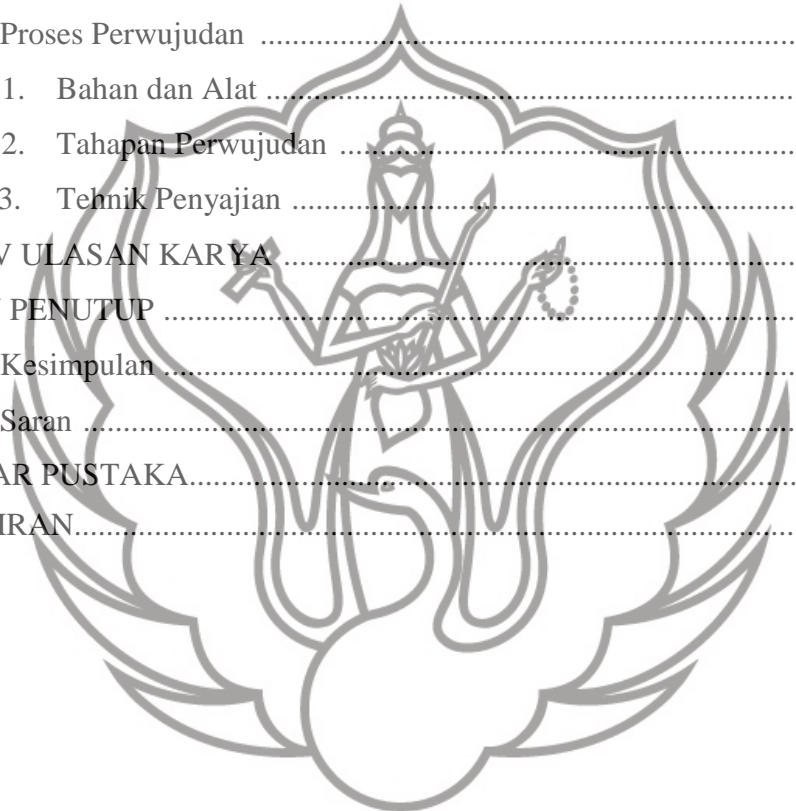 Proses Perwujudan ..........................................................................
1. Bahan dan Alat ..........................................................................
2. Tahapan Perwujudan ................................................................
3. Tehnik Penyajian .......................................................................
V ULASAN KARYA .......................................................................
PENUTUP ......................................................................................
Kesimpulan ......................................................................................
Saran ................................................................................................
AR PUSTAKA..................................................................................
IRAN.................................................................................................